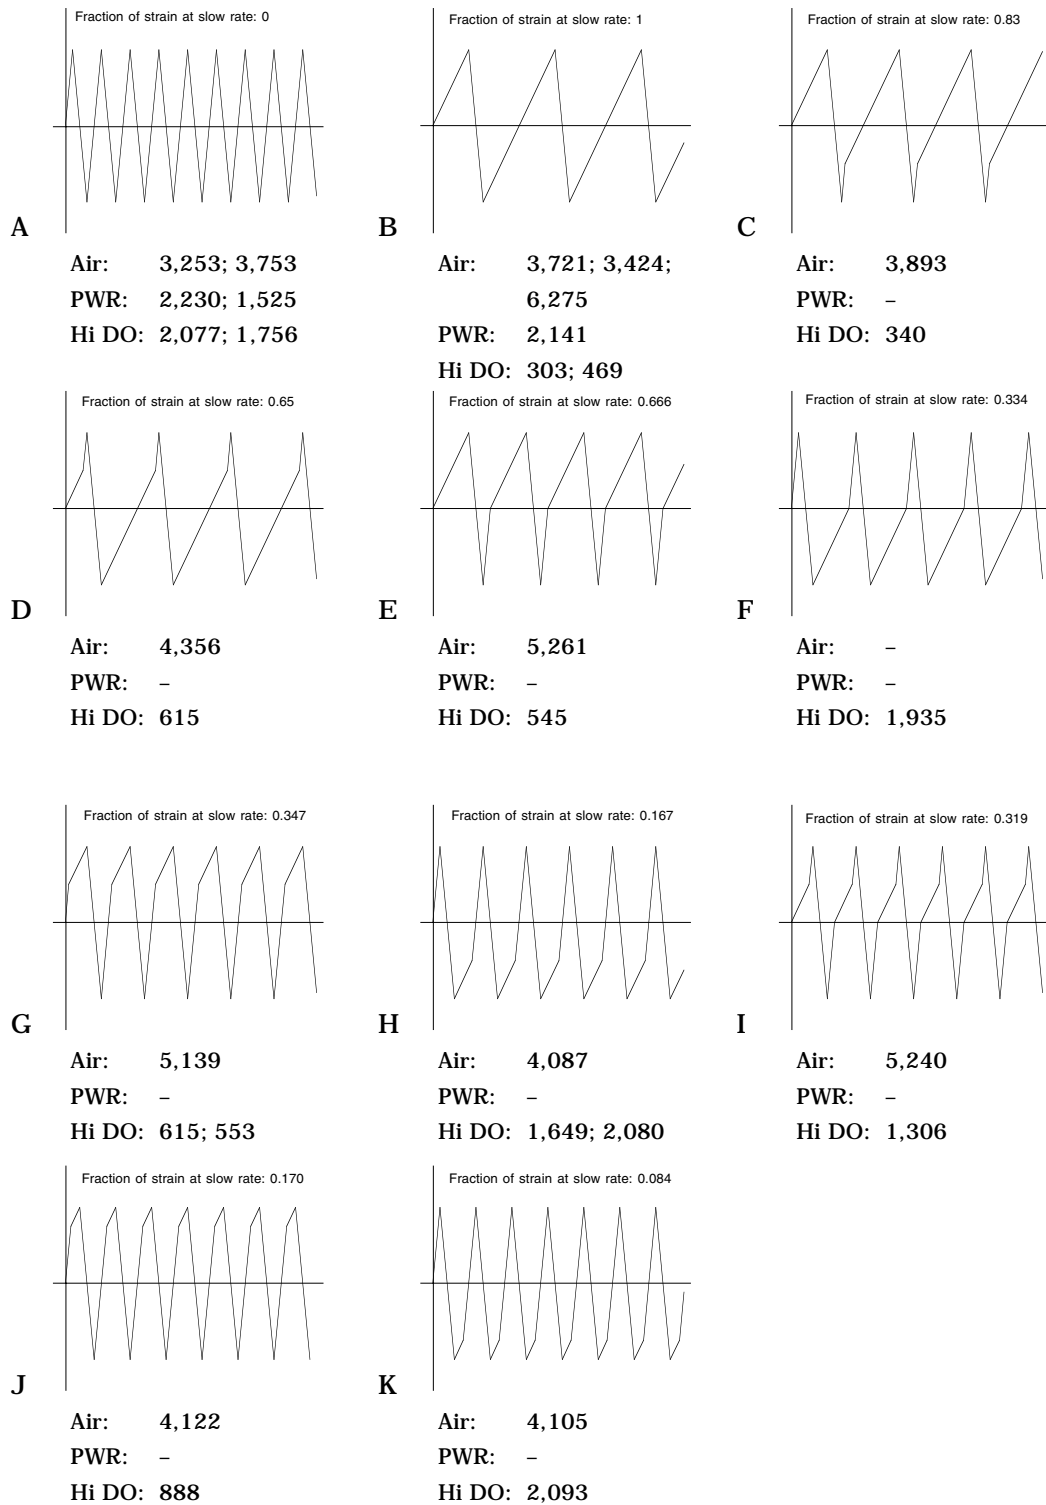 Fraction of strain at slow rate: 0
A
Air: 3,253; 3,753
PWR: 2,230; 1,525
Hi DO: 2,077; 1,756
Fraction of strain at slow rate: 1
B
Air: 3,721; 3,424;
6,275
PWR: 2,141
Hi DO: 303; 469
Fraction of strain at slow rate: 0.83
C
Air: 3,893
PWR: –
Hi DO: 340
Fraction of strain at slow rate: 0.65
D
Air: 4,356
PWR: –
Hi DO: 615
Fraction of strain at slow rate: 0.666
E
Air: 5,261
PWR: –
Hi DO: 545
Fraction of strain at slow rate: 0.334
F
Air: –
PWR: –
Hi DO: 1,935
Fraction of strain at slow rate: 0.347
G
Air: 5,139
PWR: –
Hi DO: 615; 553
Fraction of strain at slow rate: 0.167
H
Air: 4,087
PWR: –
Hi DO: 1,649; 2,080
Fraction of strain at slow rate: 0.319
I
Air: 5,240
PWR: –
Hi DO: 1,306
Fraction of strain at slow rate: 0.170
J
Air: 4,122
PWR: –
Hi DO: 888
Fraction of strain at slow rate: 0.084
K
Air: 4,105
PWR: –
Hi DO: 2,093